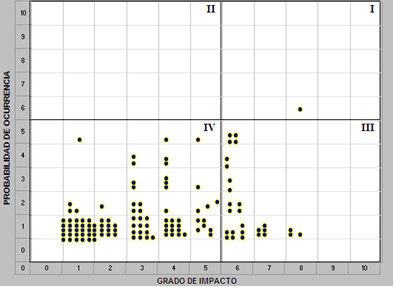 PROBABILIDAD DE OCURRENCIA
10
9
8
7
6
5
4
3
2
1
0
II
I
IV
III
0 1 2 3 4 5 6 7 8 9 10
GRADO DE IMPACTO